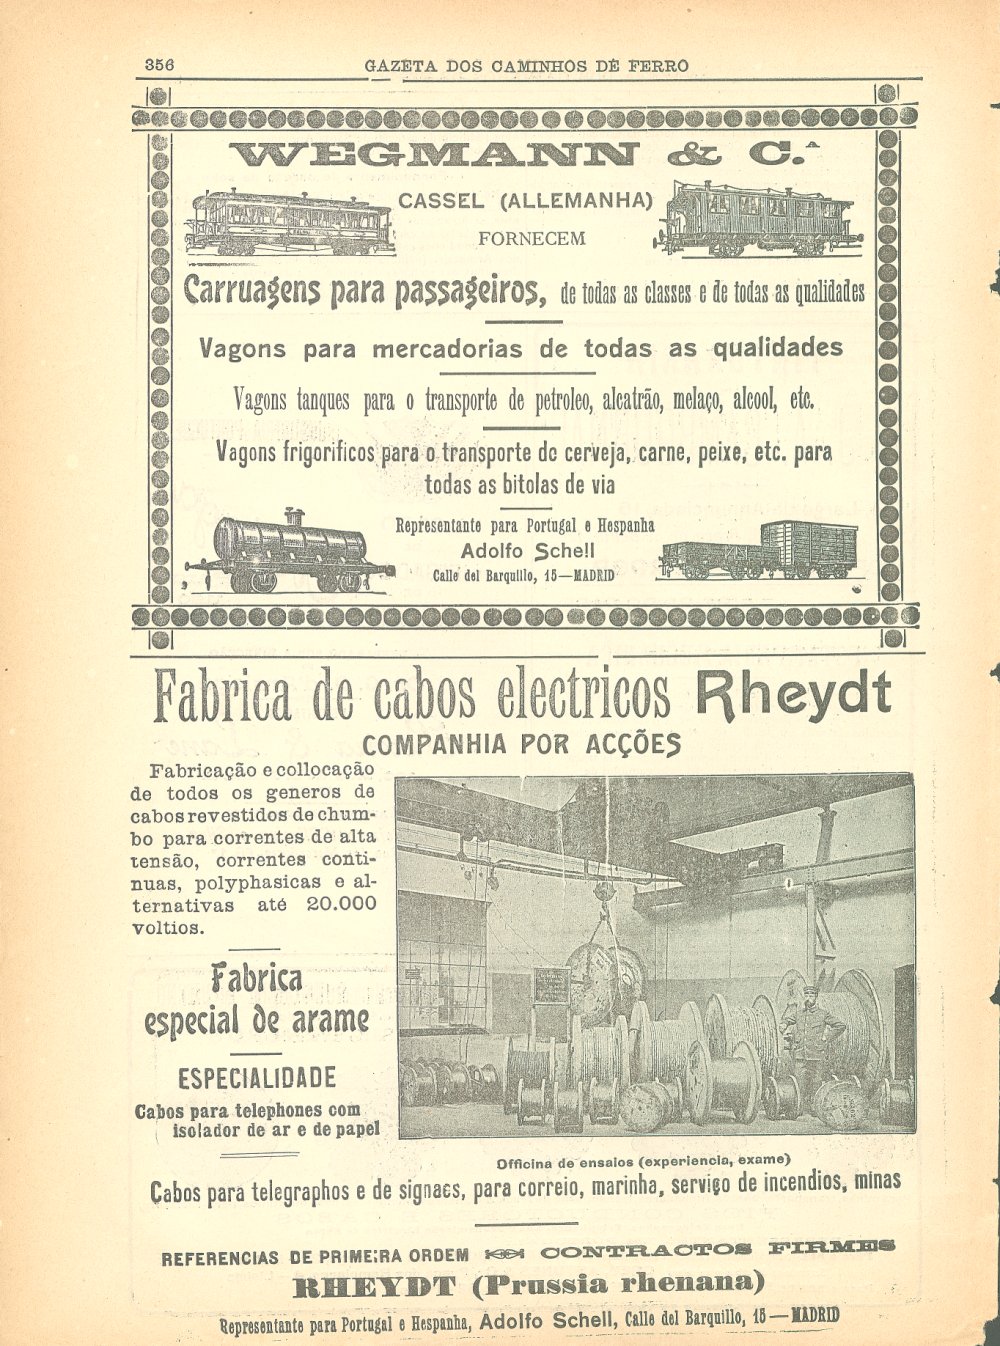 356
GAZETA DOS CAMINHOS DE FERRO
WEGMANN & C.ᴬ
CASSEL (ALLEMANHA)
FORNECEM
Carruagens para passageiros, de todas as classes e de todas as qualidades
Vagons para mercadorias de todas as qualidades
Vagons tanques para o transporte de petroleo, alcatrão, melaço, alcool, etc.
Vagons frigorificos para o transporte de cerveja, carne, peixe, etc. para
todas as bitolas de via
Representante para Portugal e Hespanha
Adolfo Schell
Calle del Barquillo, 15—MADRID
Fabrica de cabos electricos Rheydt
COMPANHIA POR ACÇÕES
Fabricação e collocação
de todos os generos de
cabos revestidos de chum-
bo para correntes de alta
tensão, correntes conti-
nuas, polyphasicas e al-
ternativas até 20.000
voltios.
Fabrica
especial de arame
ESPECIALIDADE
Cabos para telephones com
isolador de ar e de papel
Officina de ensaios (experiencia, exame)
Cabos para telegraphos e de signaes, para correio, marinha, serviço de incendios, minas
REFERENCIAS DE PRIMEIRA ORDEM CONTRACTOS FIRMES
RHEYDT (Prussia rhenana)
Representante para Portugal e Hespanha, Adolfo Schell, Calle del Barquillo, 15—MADRID